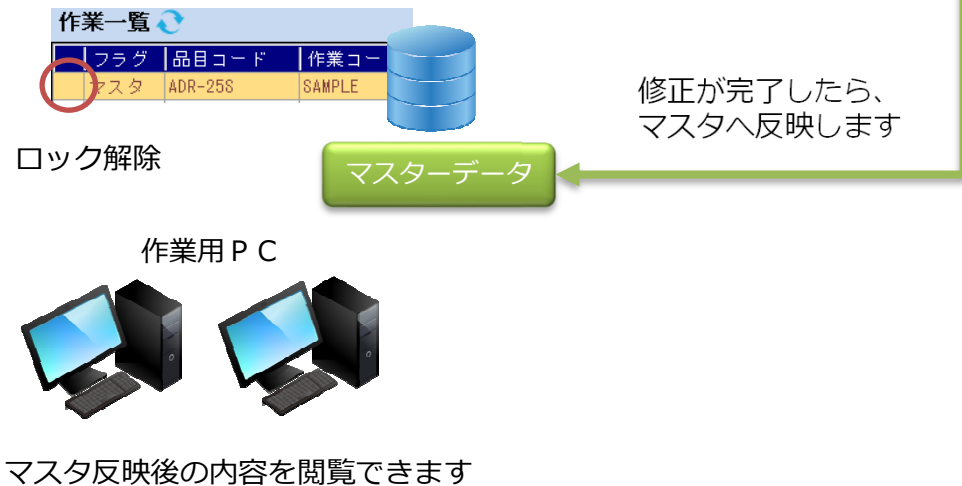 作業一覧
フラグ 品目コード 作業コー
マスタ ADR-25S SAMPLE
修正が完了したら、
マスタへ反映します
ロック解除
マスターデータ
作業用ＰＣ
マスタ反映後の内容を閲覧できます